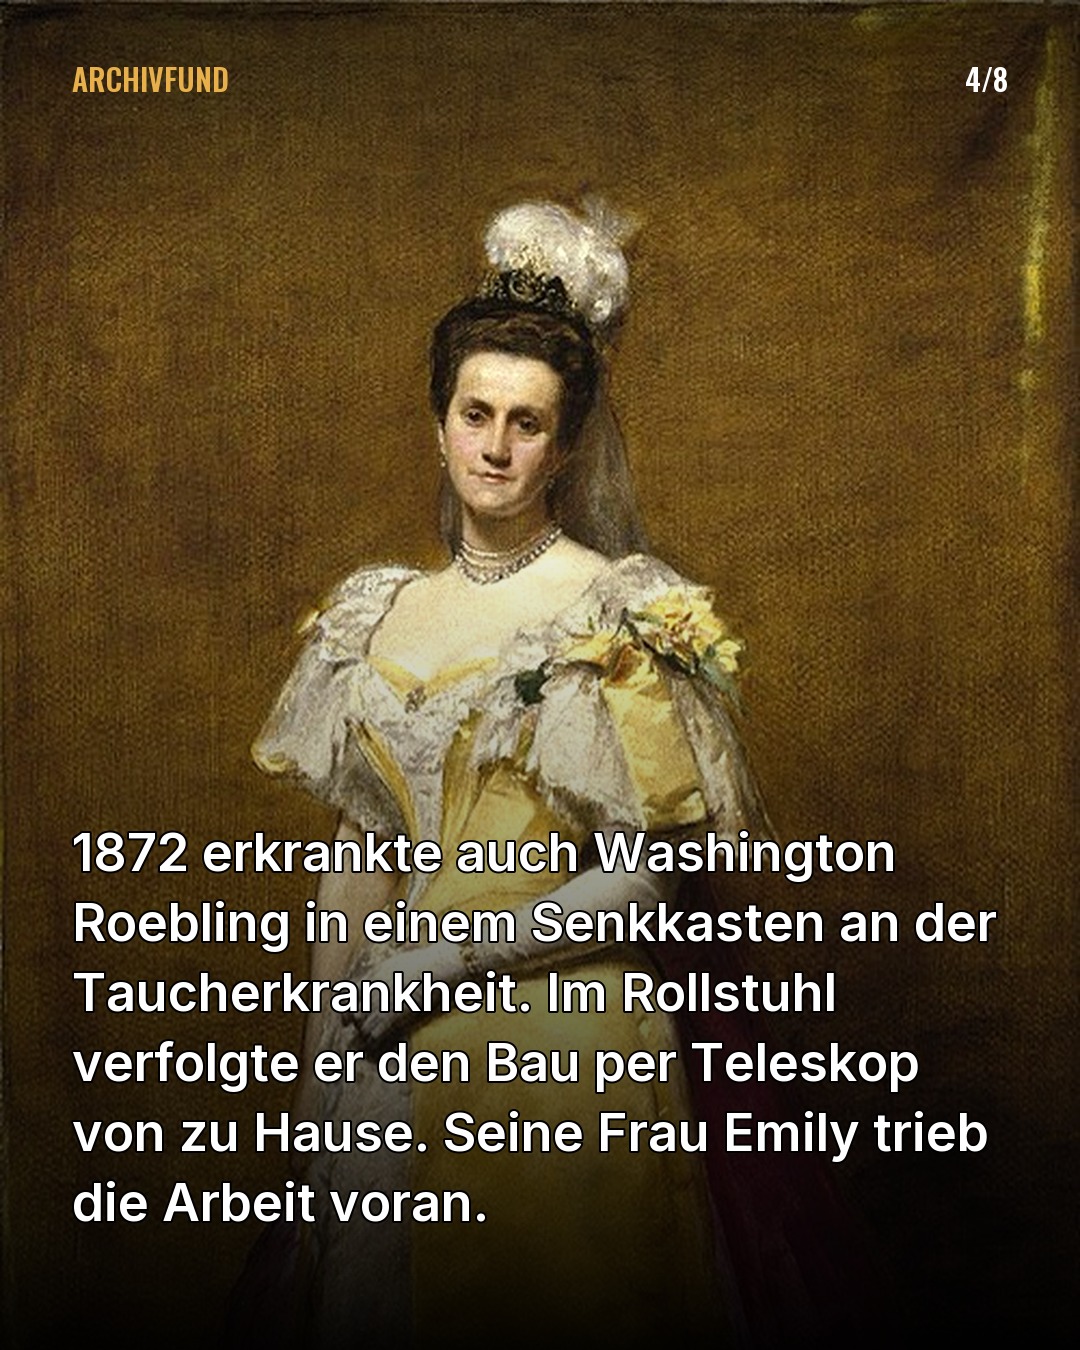 ARCHIVFUND
4/8
1872 erkrankte auch Washington
Roebling in einem Senkkasten an der
Taucherkrankheit. Im Rollstuhl
verfolgte er den Bau per Teleskop
von zu Hause. Seine Frau Emily trieb
die Arbeit voran.